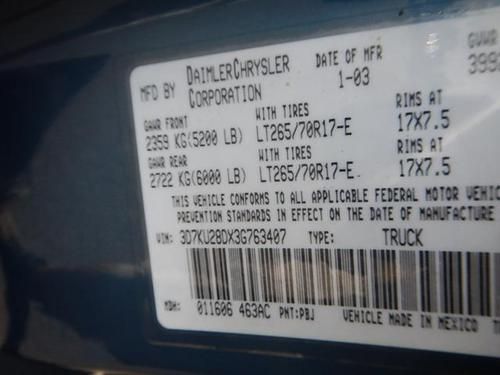 MFD BY DAIMLERCHRYSLER CORPORATION DATE OF MFR 1-03 GVWR
GAWR FRONT WITH TIRES RIMS AT
2359 KG(5200 LB) LT265/70R17-E 17X7.5
GAWR REAR WITH TIRES RIMS AT
2722 KG(6000 LB) LT265/70R17-E 17X7.5
THIS VEHICLE CONFORMS TO ALL APPLICABLE FEDERAL MOTOR
PREVENTION STANDARDS IN EFFECT ON THE DATE OF MANUFACTURE
VIN: 3D7KU28DX3G763407 TYPE: TRUCK
MDH: 011606 463AC PNT:PBJ VEHICLE MADE IN MEXICO